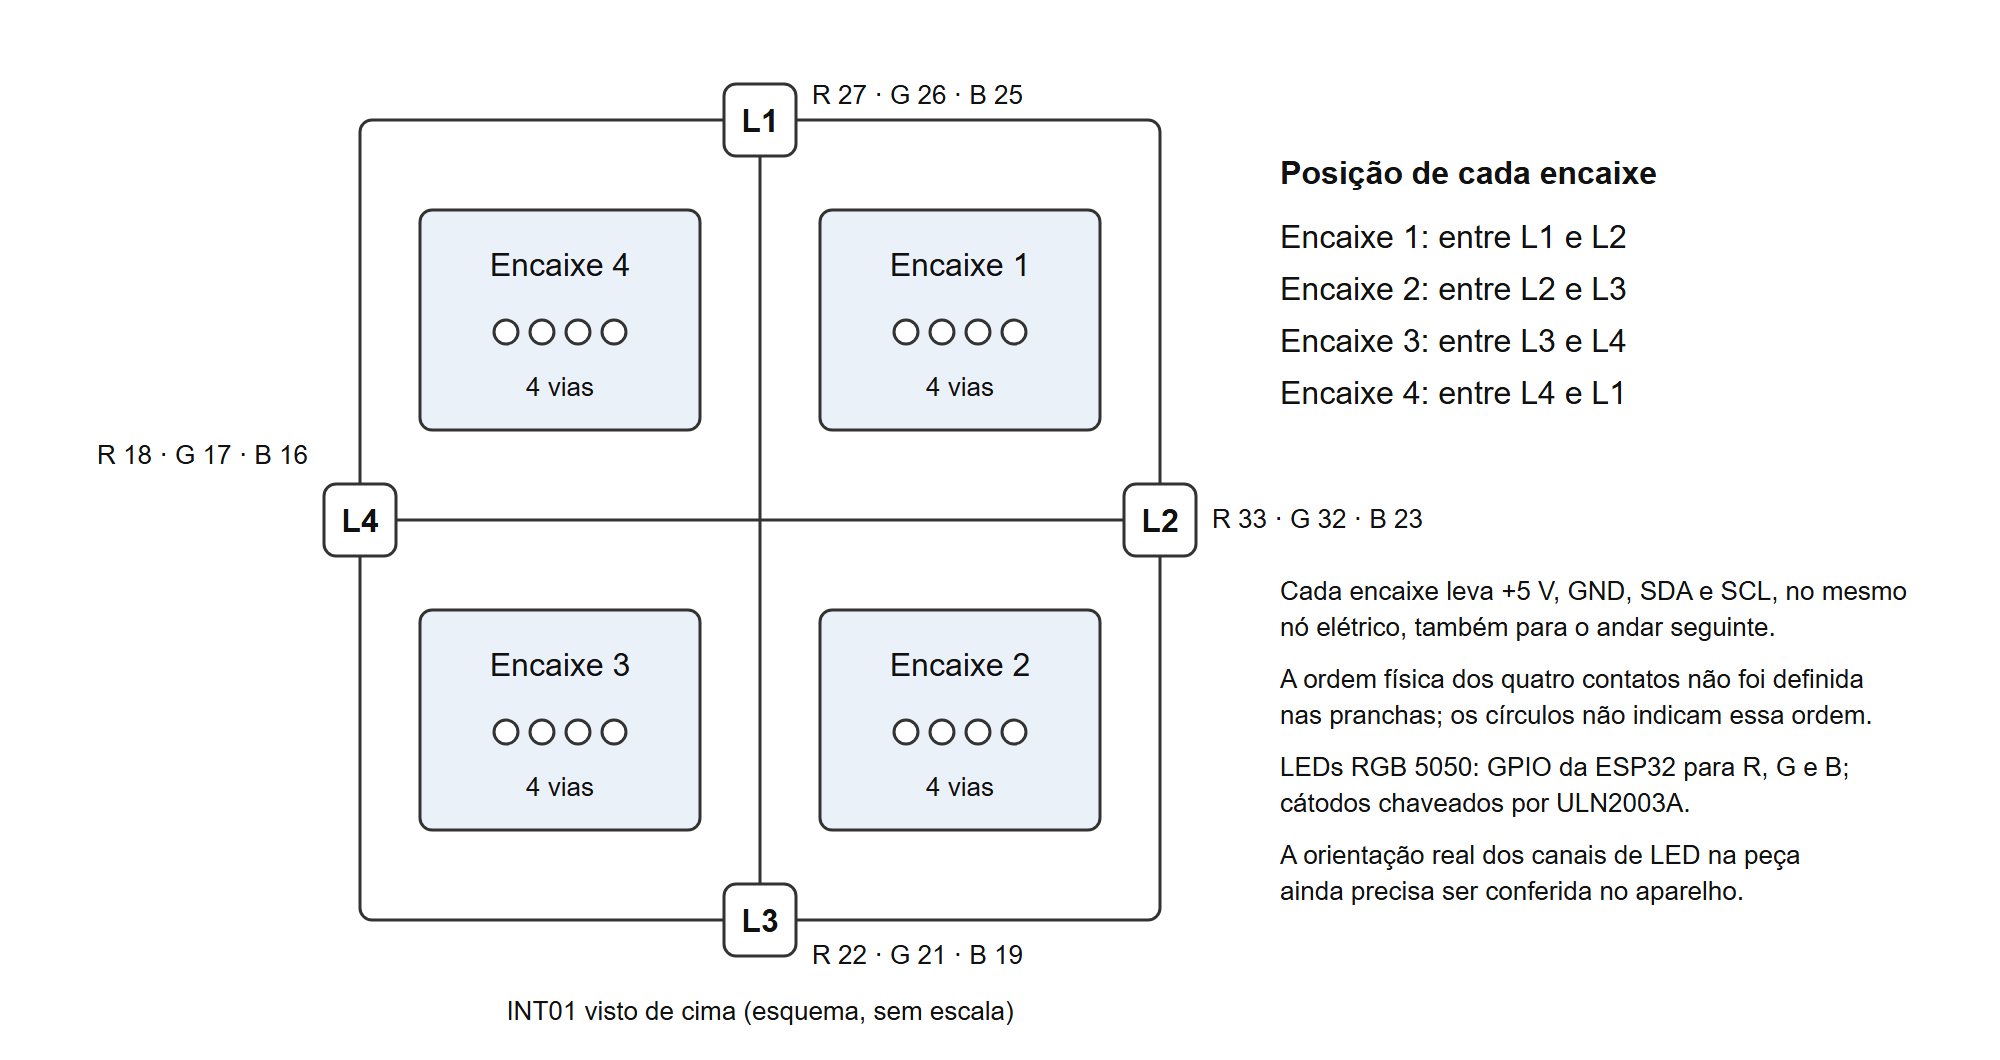 L1
R 27 · G 26 · B 25
Encaixe 4
4 vias
Encaixe 1
4 vias
R 18 · G 17 · B 16
L4
L2
R 33 · G 32 · B 23
Encaixe 3
4 vias
Encaixe 2
4 vias
L3
R 22 · G 21 · B 19
INT01 visto de cima (esquema, sem escala)
Posição de cada encaixe
Encaixe 1: entre L1 e L2
Encaixe 2: entre L2 e L3
Encaixe 3: entre L3 e L4
Encaixe 4: entre L4 e L1
Cada encaixe leva +5 V, GND, SDA e SCL, no mesmo
nó elétrico, também para o andar seguinte.
A ordem física dos quatro contatos não foi definida
nas pranchas; os círculos não indicam essa ordem.
LEDs RGB 5050: GPIO da ESP32 para R, G e B;
cátodos chaveados por ULN2003A.
A orientação real dos canais de LED na peça
ainda precisa ser conferida no aparelho.